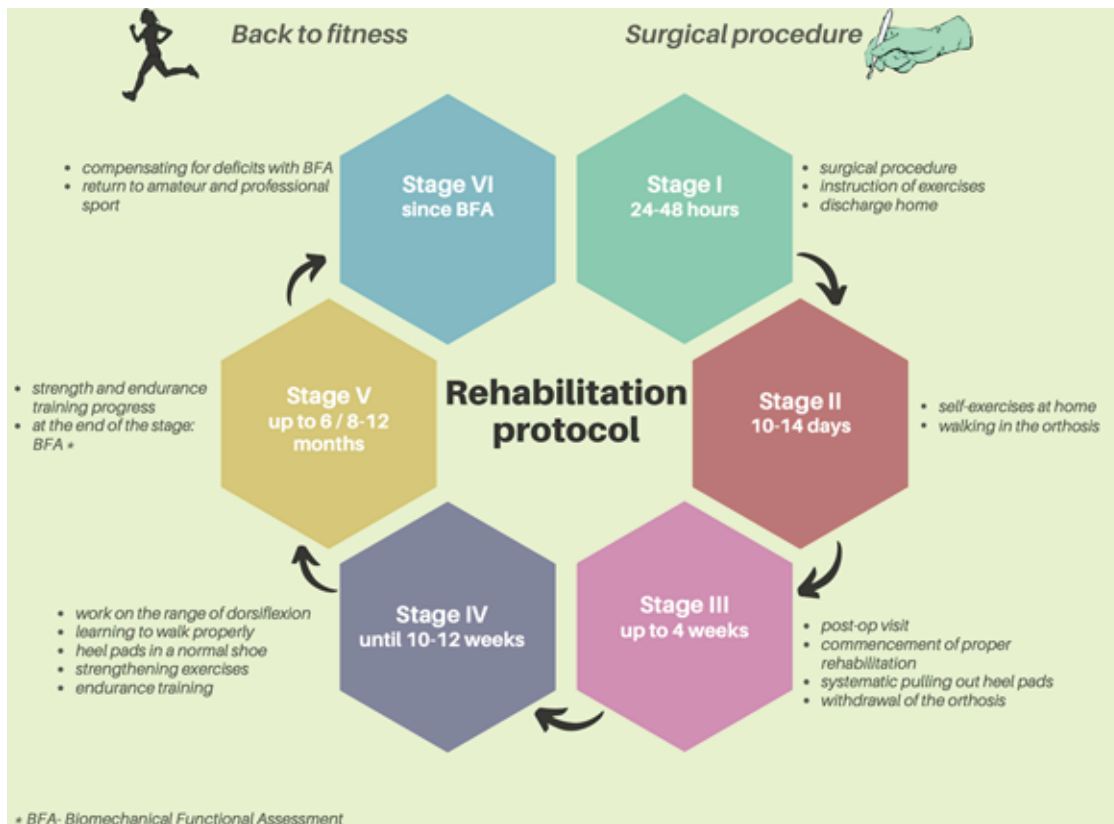 Back to fitness
Surgical procedure
Stage I
24-48 hours
• surgical procedure
• instruction of exercises
• discharge home
Stage II
10-14 days
• self-exercises at home
• walking in the orthosis
Stage III
up to 4 weeks
• post-op visit
• commencement of proper
rehabilitation
• systematic pulling out heel pads
• withdrawal of the orthosis
Stage IV
until 10-12 weeks
• work on the range of dorsiflexion
• learning to walk properly
• heel pads in a normal shoe
• strengthening exercises
• endurance training
Stage V
up to 6 / 8-12
months
• strength and endurance
training progress
• at the end of the stage:
BFA *
Stage VI
since BFA
• compensating for deficits with BFA
• return to amateur and professional
sport
Rehabilitation
protocol
* BFA- Biomechanical Functional Assessment